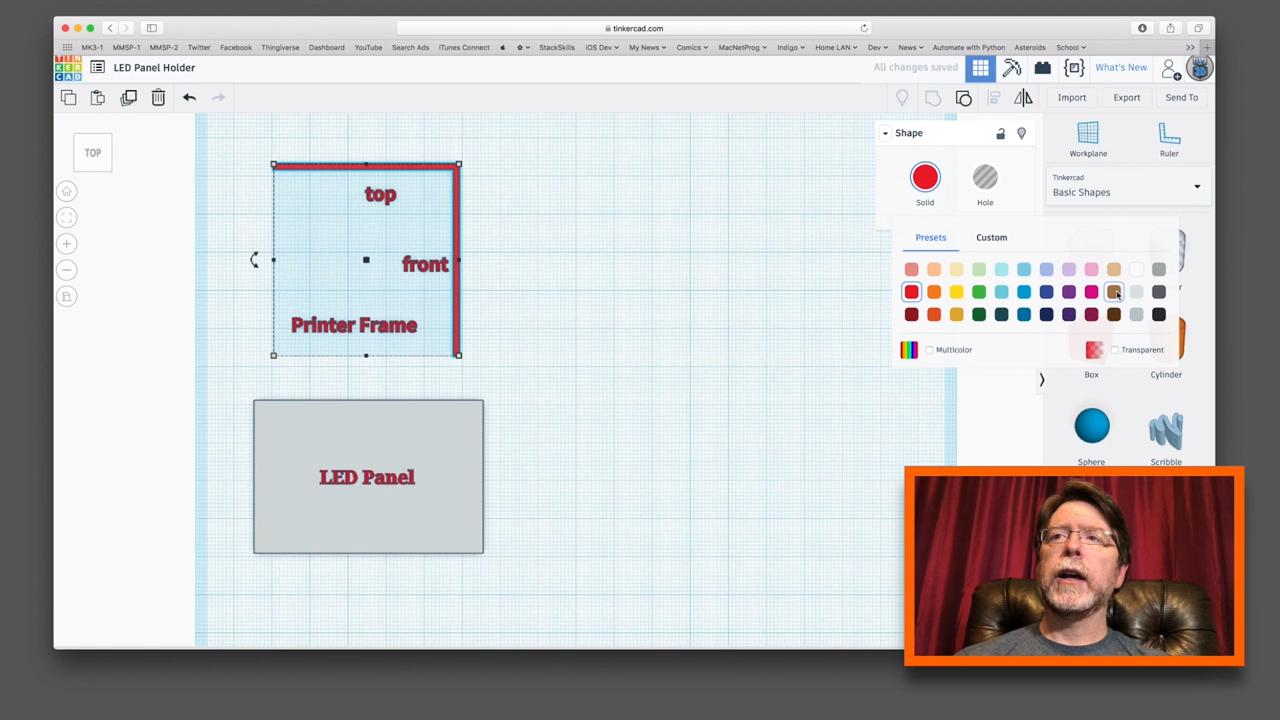 tinkercad.com
MK3-1 MMSP-1 MMSP-2 Twitter Facebook Thingiverse Dashboard YouTube Search Ads iTunes Connect StackSkills iOS Dev My News Comics MacNetProg Indigo Home LAN Dev News Automate with Python Asteroids School
TIN
KER
CAD
LED Panel Holder
All changes saved
What's New
Import
Export
Send To
TOP
Shape
Solid
Hole
Workplane
Ruler
Tinkercad
Basic Shapes
Presets
Custom
Multicolor
Transparent
Box
Cylinder
Sphere
Scribble
top
front
Printer Frame
LED Panel